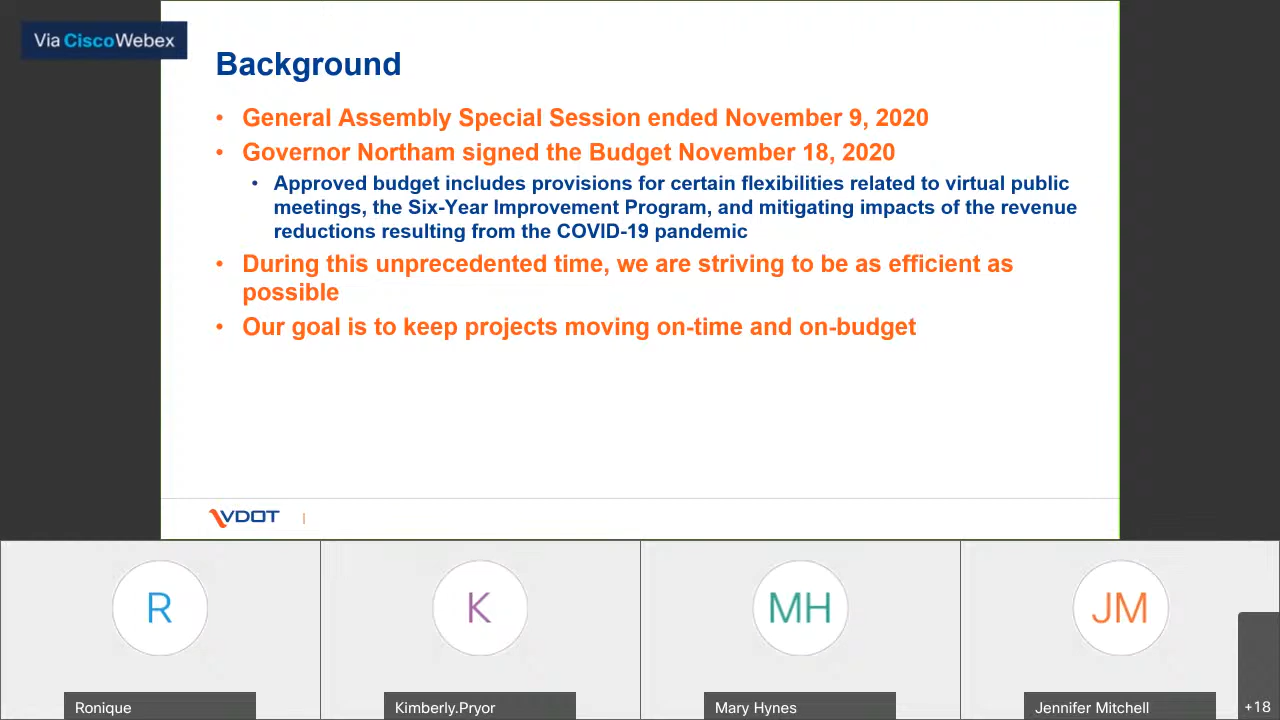 Via CiscoWebex
Background
• General Assembly Special Session ended November 9, 2020
• Governor Northam signed the Budget November 18, 2020
• Approved budget includes provisions for certain flexibilities related to virtual public
meetings, the Six-Year Improvement Program, and mitigating impacts of the revenue
reductions resulting from the COVID-19 pandemic
• During this unprecedented time, we are striving to be as efficient as
possible
• Our goal is to keep projects moving on-time and on-budget
VDOT
R
K
MH
JM
Ronique
Kimberly.Pryor
Mary Hynes
Jennifer Mitchell
+18